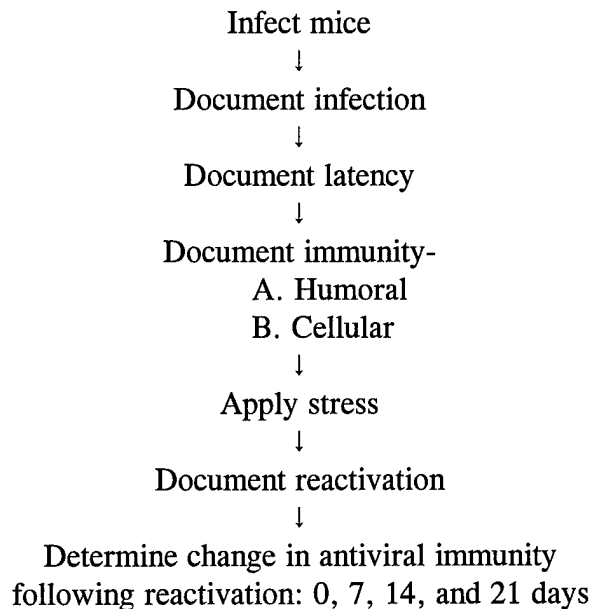 Infect mice
↓
Document infection
↓
Document latency
↓
Document immunity-
A. Humoral
B. Cellular
↓
Apply stress
↓
Document reactivation
↓
Determine change in antiviral immunity
following reactivation: 0, 7, 14, and 21 days